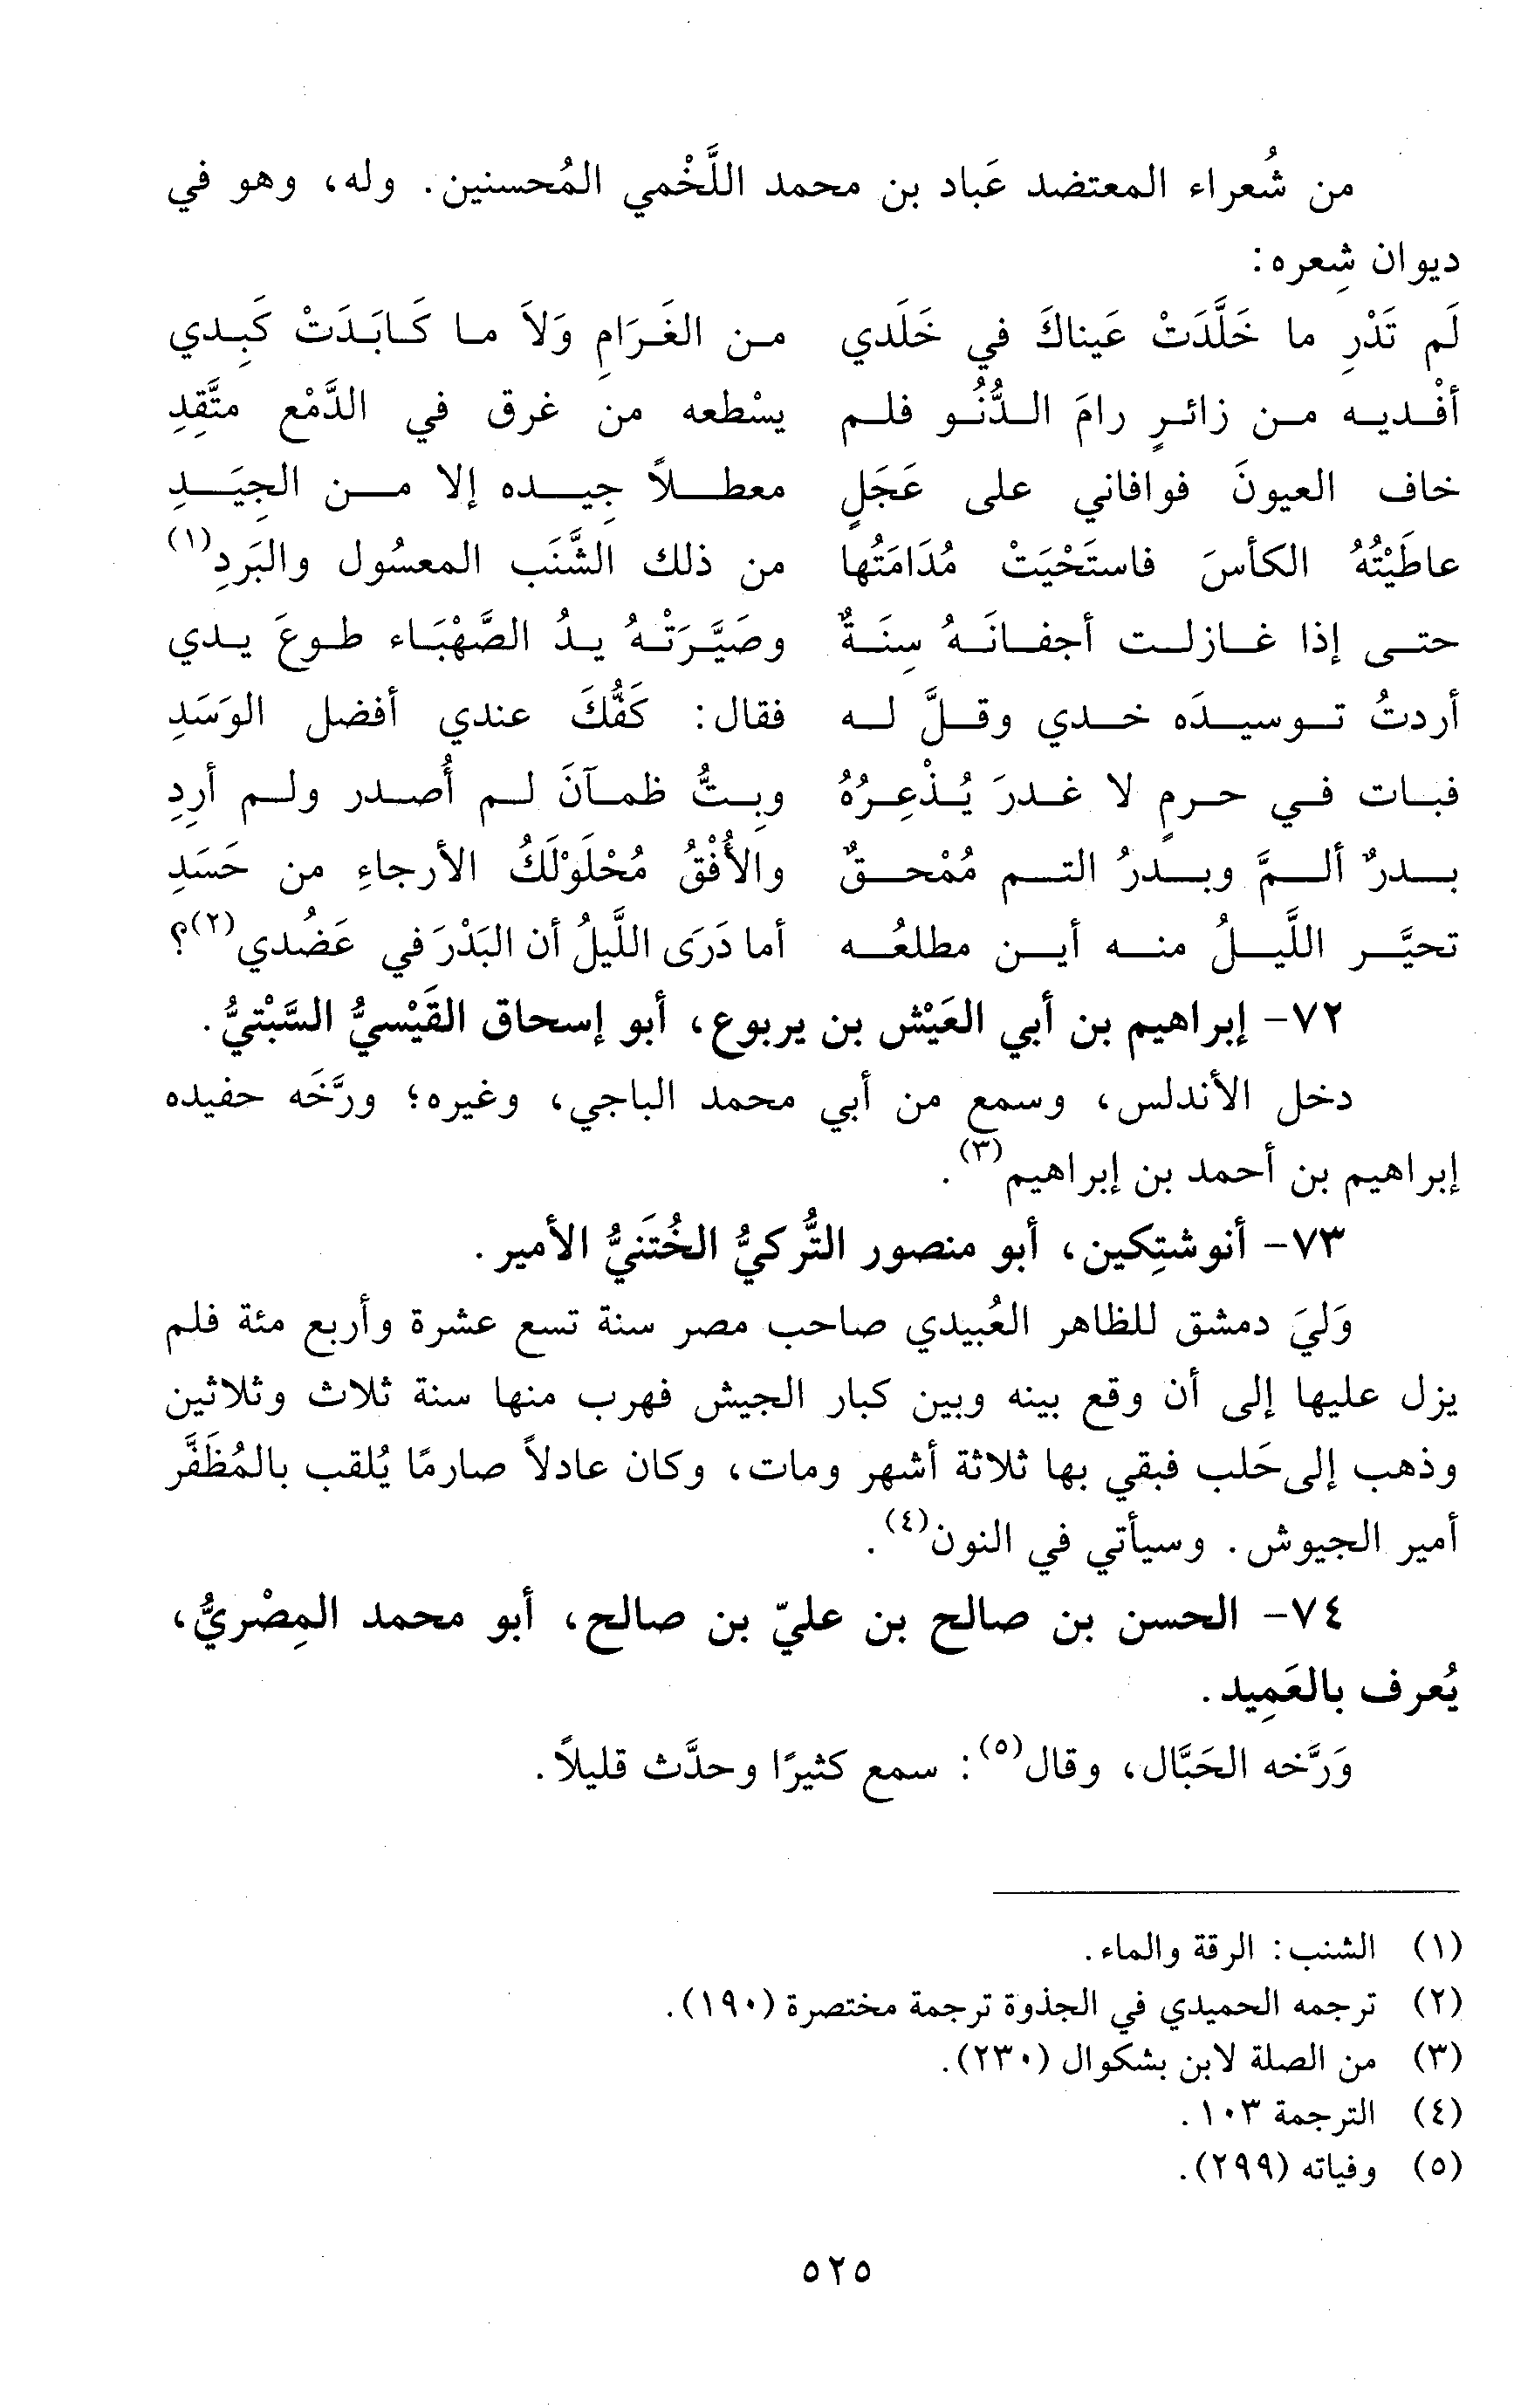 من شُعراء المعتضد عَباد بن محمد اللَّخْمي المُحسنين. وله، وهو في
ديوان شِعره:
لَم تَدْرِ ما خَلَّدَتْ عَيناكَ في خَلَدي من الغَرَامِ وَلاَ ما كَابَدَتْ كَبِدي
أفْديه من زائرٍ رامَ الدُّنُو فلم يسْطعه من غرق في الدَّمْع متَّقِدِ
خاف العيونَ فوافاني على عَجَلٍ معطلاً جِيده إلا من الجِيَدِ
عاطَيْتُهُ الكأسَ فاستَحْيَتْ مُدَامَتُها من ذلك الشَّنَب المعسُول والبَردِ(١)
حتى إذا غازلت أجفانَهُ سِنَةٌ وصَيَّرَتْهُ يدُ الصَّهْبَاء طوعَ يدي
أردتُ توسيدَه خدي وقلَّ له فقال: كَفُّكَ عندي أفضل الوَسَدِ
فبات في حرمٍ لا غدرَ يُذْعِرُهُ وبِتُّ ظمآنَ لم أُصدر ولم أرِدِ
بدرٌ ألمَّ وبدرُ التم مُمْحقٌ والأُفْقُ مُحْلَوْلَكُ الأرجاءِ من حَسَدِ
تحيَّر اللَّيلُ منه أين مطلعُه أما دَرَى اللَّيلُ أن البَدْرَ في عَضُدي(٢)؟
٧٢- إبراهيم بن أبي العَيْش بن يربوع، أبو إسحاق القَيْسيُّ السَّبْتيُّ.
دخل الأندلس، وسمع من أبي محمد الباجي، وغيره؛ ورَّخَه حفيده
إبراهيم بن أحمد بن إبراهيم(٣).
٧٣- أنوشتِكين، أبو منصور التُّركيُّ الخُتَنيُّ الأمير.
وَليَ دمشق للظاهر العُبيدي صاحب مصر سنة تسع عشرة وأربع مئة فلم
يزل عليها إلى أن وقع بينه وبين كبار الجيش فهرب منها سنة ثلاث وثلاثين
وذهب إلى حَلب فبقي بها ثلاثة أشهر ومات، وكان عادلاً صارمًا يُلقب بالمُظَفَّر
أمير الجيوش. وسيأتي في النون(٤).
٧٤- الحسن بن صالح بن عليّ بن صالح، أبو محمد المِصْريُّ،
يُعرف بالعَمِيد.
وَرَّخه الحَبَّال، وقال(٥): سمع كثيرًا وحدَّث قليلاً.
(١) الشنب: الرقة والماء.
(٢) ترجمه الحميدي في الجذوة ترجمة مختصرة (١٩٠).
(٣) من الصلة لابن بشكوال (٢٣٠).
(٤) الترجمة ١٠٣.
(٥) وفياته (٢٩٩).
٥٢٥